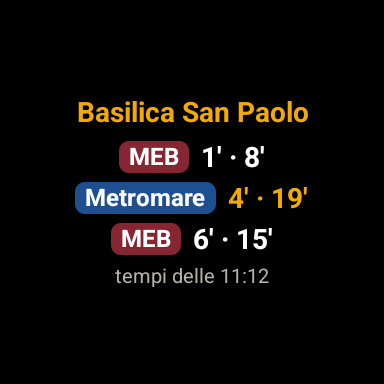 Basilica San Paolo
MEB 1' · 8'
Metromare 4' · 19'
MEB 6' · 15'
tempi delle 11:12